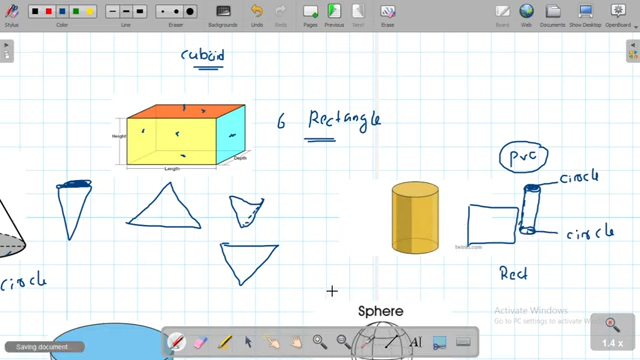 Stylus
Color
Line
Eraser
Backgrounds
Undo
Redo
Pages
Previous
Next
Erase
Board
Web
Documents
Show Desktop
OpenBoard
cuboid
6 Rectangle
Height
Depth
Length
PVC
circle
circle
Rect
circle
Activate Windows
Go to PC settings to activate Windows.
Sphere
Saving document...
1.4 x